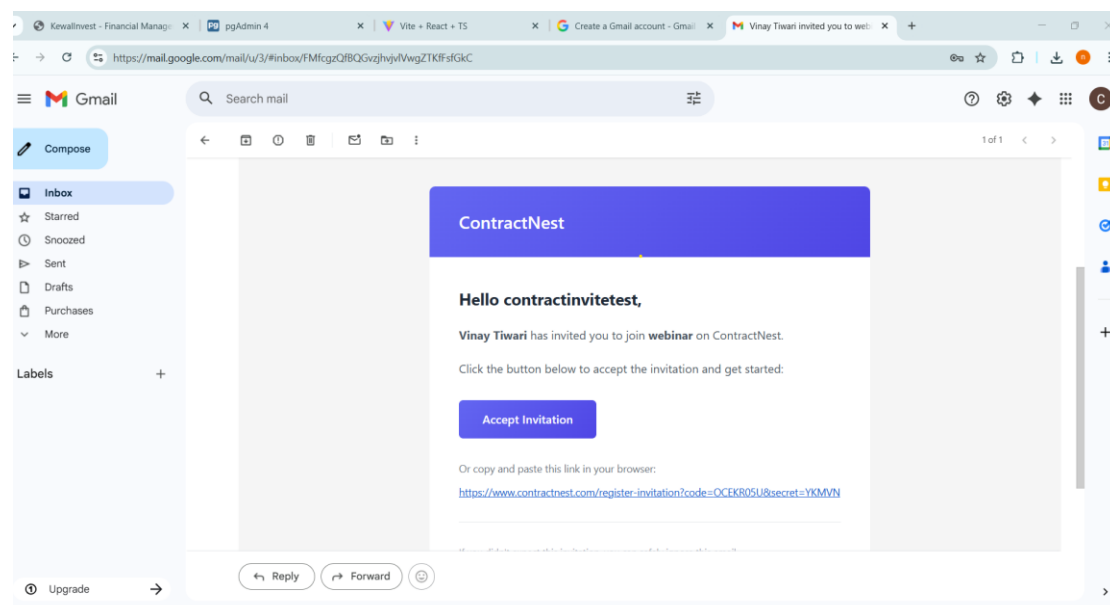 Kewalinvest - Financial Manage
pgAdmin 4
Vite + React + TS
Create a Gmail account - Gmail
Vinay Tiwari invited you to web
https://mail.google.com/mail/u/3/#inbox/FMfcgzQfBQGvzjhvjvlVwgZTKfFsfGkC
Gmail
Search mail
C
Compose
1 of 1
Inbox
Starred
Snoozed
Sent
Drafts
Purchases
More
Labels
ContractNest
Hello contractinvitetest,
Vinay Tiwari has invited you to join webinar on ContractNest.
Click the button below to accept the invitation and get started:
Accept Invitation
Or copy and paste this link in your browser:
https://www.contractnest.com/register-invitation?code=OCEKR05U&secret=YKMVN
Reply
Forward
Upgrade